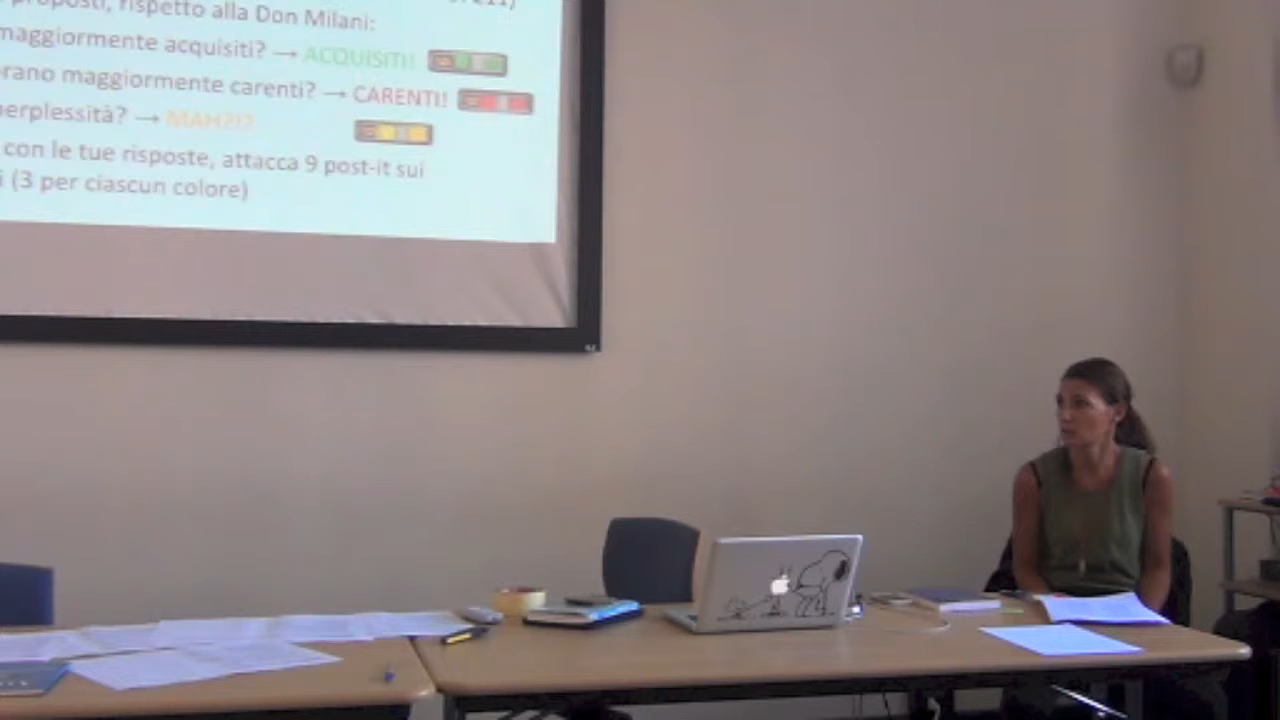 proposti, rispetto alla Don Milani:
maggiormente acquisiti? → ACQUISITI!
maggiormente carenti? → CARENTI!
perplessità? → MAH?!?
con le tue risposte, attacca 9 post-it sui
(3 per ciascun colore)